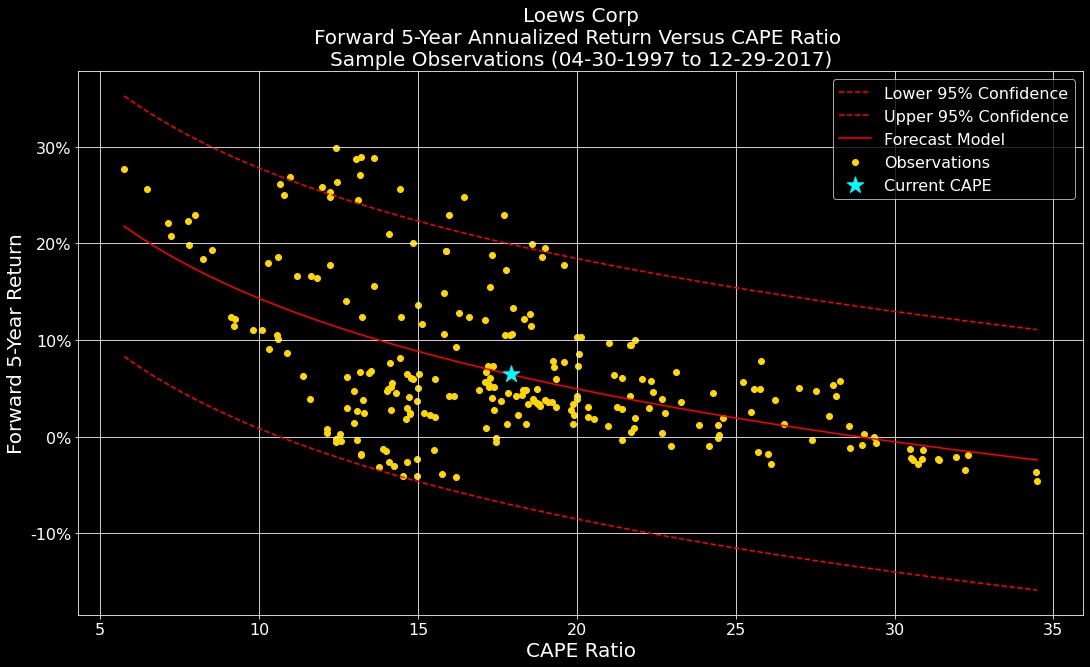 Loews Corp
Forward 5-Year Annualized Return Versus CAPE Ratio
Sample Observations (04-30-1997 to 12-29-2017)
Lower 95% Confidence
Upper 95% Confidence
Forecast Model
Observations
Current CAPE
Forward 5-Year Return
30%
20%
10%
0%
-10%
5 10 15 20 25 30 35
CAPE Ratio